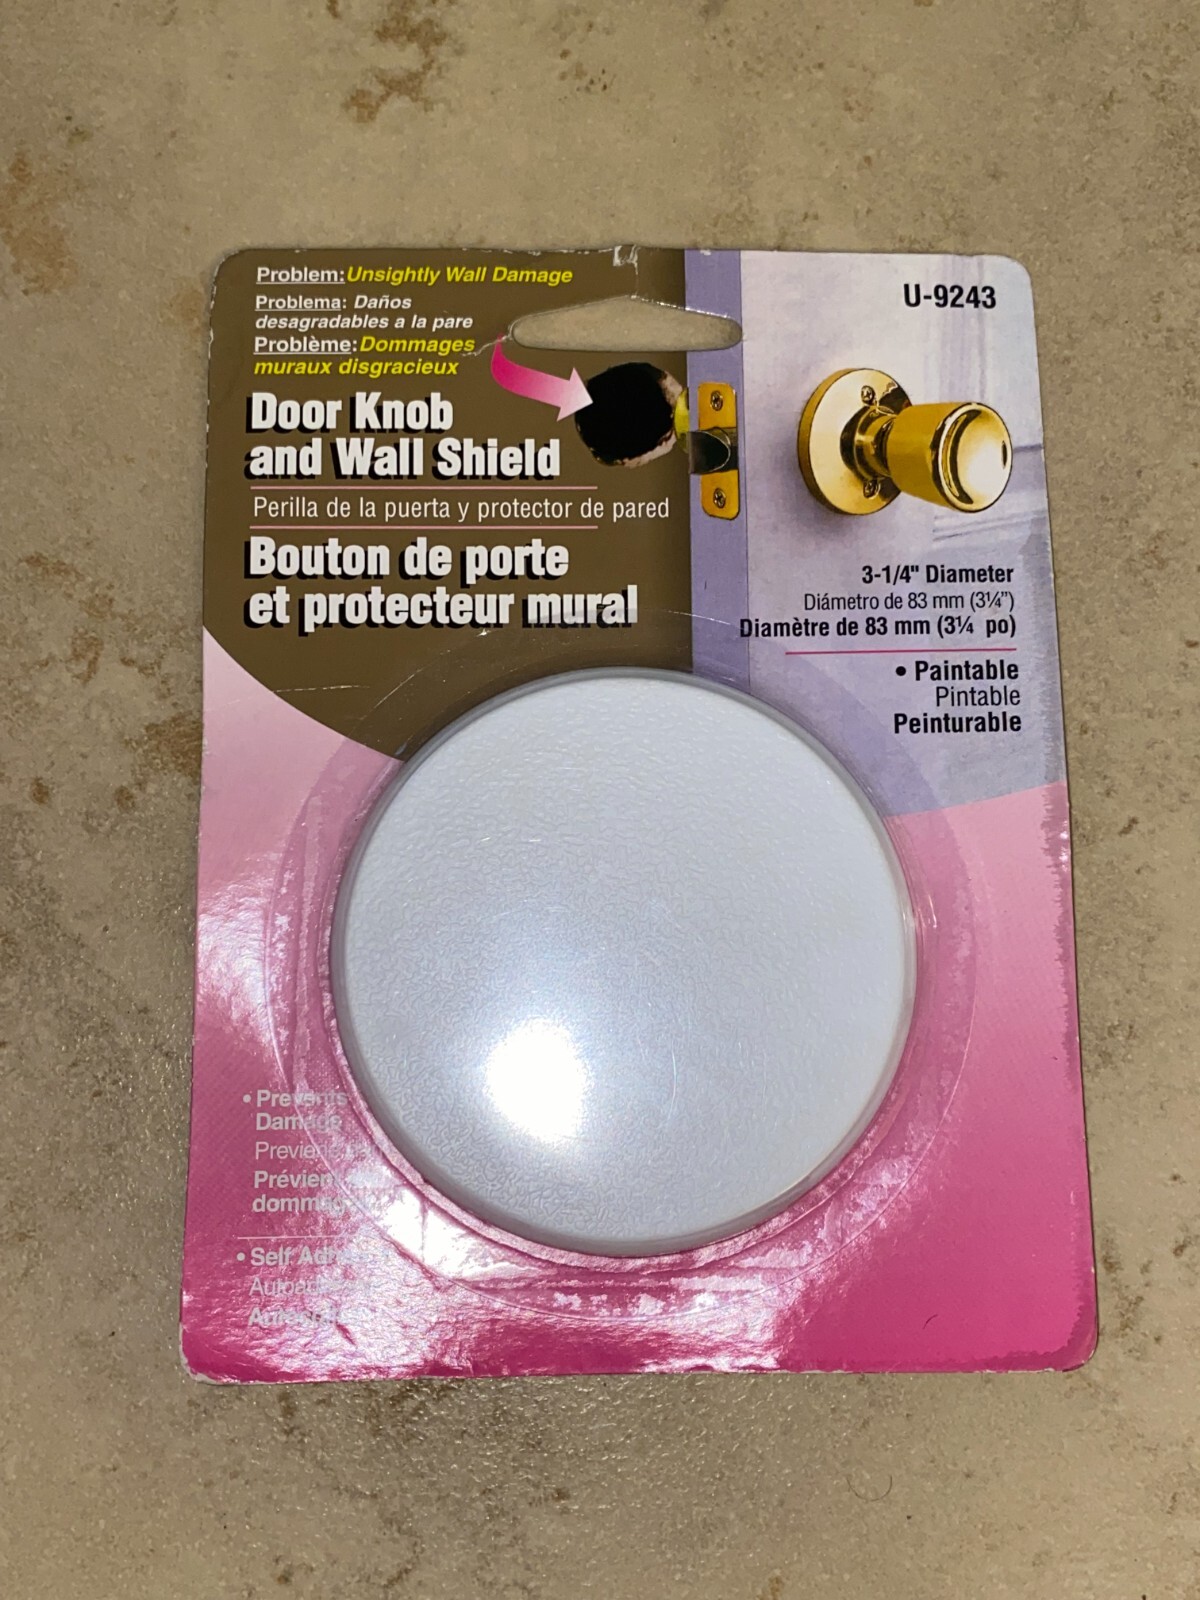 Problem: Unsightly Wall Damage
Problema: Daños
desagradables a la pare
Problème: Dommages
muraux disgracieux
Door Knob
and Wall Shield
Perilla de la puerta y protector de pared
Bouton de porte
et protecteur mural
U-9243
3-1/4" Diameter
Diámetro de 83 mm (3¼")
Diamètre de 83 mm (3¼ po)
• Paintable
Pintable
Peinturable
• Prevents
Damage
Prévient
• Self